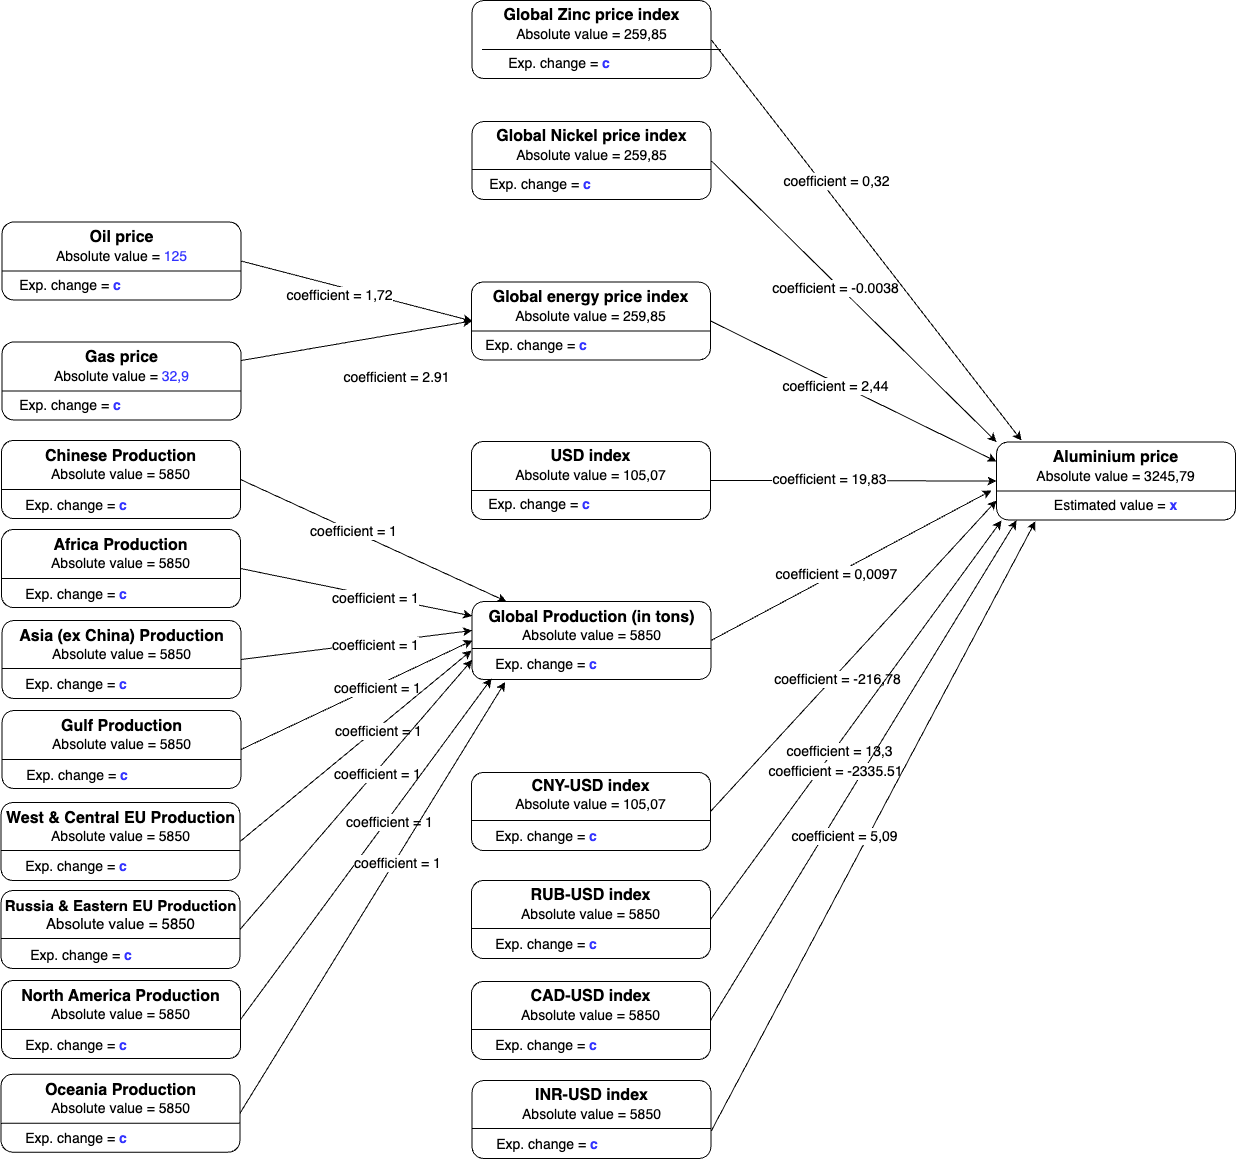 Global Zinc price index
Absolute value = 259,85
Exp. change = c
Global Nickel price index
Absolute value = 259,85
Exp. change = c
coefficient = 0,32
Oil price
Absolute value = 125
Exp. change = c
coefficient = 1,72
Global energy price index
Absolute value = 259,85
Exp. change = c
coefficient = -0.0038
Gas price
Absolute value = 32,9
Exp. change = c
coefficient = 2.91
coefficient = 2,44
Chinese Production
Absolute value = 5850
Exp. change = c
USD index
Absolute value = 105,07
Exp. change = c
coefficient = 19,83
Aluminium price
Absolute value = 3245,79
Estimated value = x
coefficient = 1
Africa Production
Absolute value = 5850
Exp. change = c
coefficient = 1
coefficient = 0,0097
Asia (ex China) Production
Absolute value = 5850
Exp. change = c
coefficient = 1
Global Production (in tons)
Absolute value = 5850
Exp. change = c
coefficient = 1
coefficient = -216,78
Gulf Production
Absolute value = 5850
Exp. change = c
coefficient = 1
coefficient = 13,3
coefficient = 1
coefficient = -2335.51
CNY-USD index
Absolute value = 105,07
Exp. change = c
West & Central EU Production
Absolute value = 5850
Exp. change = c
coefficient = 1
coefficient = 5,09
coefficient = 1
Russia & Eastern EU Production
Absolute value = 5850
Exp. change = c
RUB-USD index
Absolute value = 5850
Exp. change = c
North America Production
Absolute value = 5850
Exp. change = c
CAD-USD index
Absolute value = 5850
Exp. change = c
Oceania Production
Absolute value = 5850
Exp. change = c
INR-USD index
Absolute value = 5850
Exp. change = c